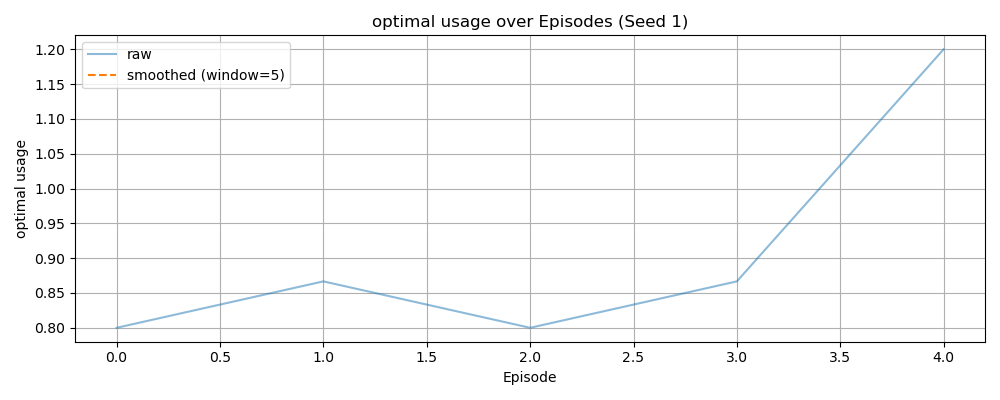 optimal usage over Episodes (Seed 1)
raw
smoothed (window=5)
optimal usage
1.20
1.15
1.10
1.05
1.00
0.95
0.90
0.85
0.80
0.0 0.5 1.0 1.5 2.0 2.5 3.0 3.5 4.0
Episode